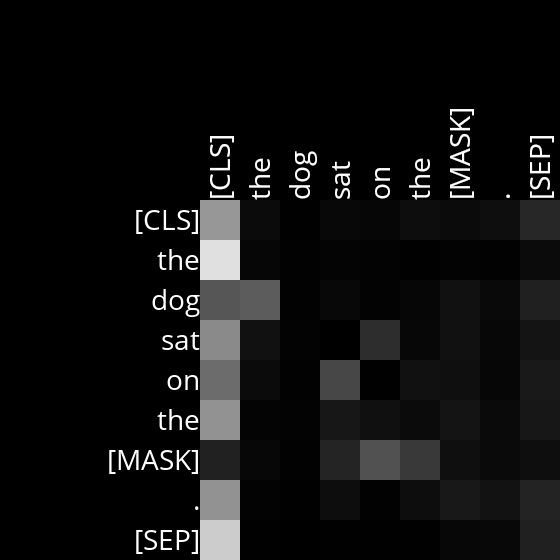 [CLS] the dog sat on the [MASK] . [SEP]
[CLS]
the
dog
sat
on
the
[MASK]
.
[SEP]